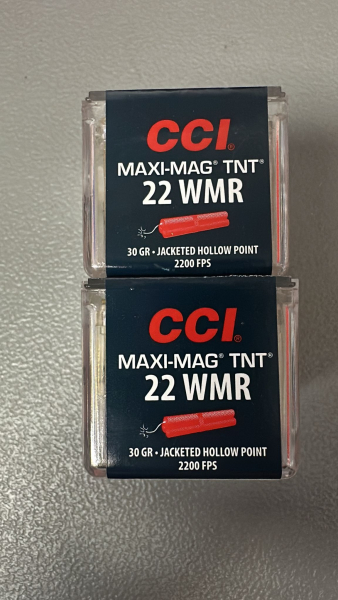 CCI®
MAXI-MAG® TNT®
22 WMR
30 GR • JACKETED HOLLOW POINT
2200 FPS
CCI®
MAXI-MAG® TNT®
22 WMR
30 GR • JACKETED HOLLOW POINT
2200 FPS